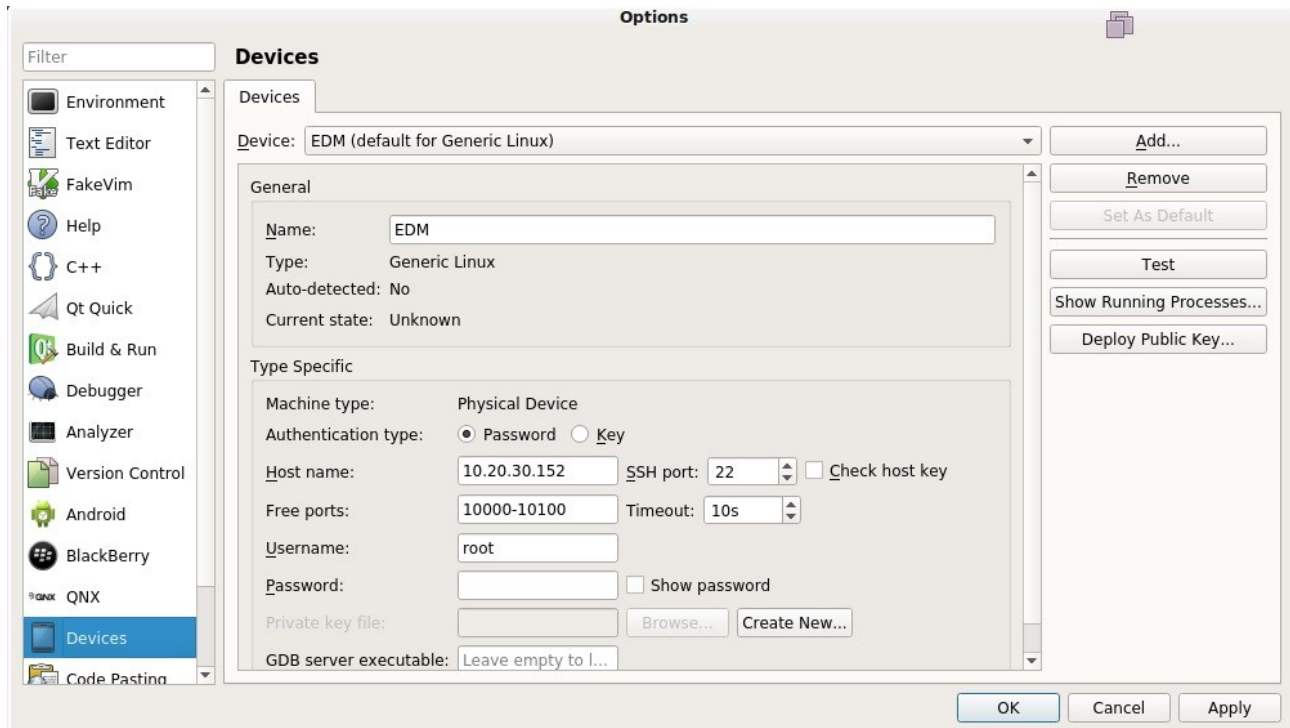 Options
Filter
Environment
Text Editor
FakeVim
Help
C++
Qt Quick
Build & Run
Debugger
Analyzer
Version Control
Android
BlackBerry
QNX
Devices
Code Pasting
Devices
Devices
Device: EDM (default for Generic Linux)
General
Name: EDM
Type: Generic Linux
Auto-detected: No
Current state: Unknown
Type Specific
Machine type: Physical Device
Authentication type: Password Key
Host name: 10.20.30.152 SSH port: 22 Check host key
Free ports: 10000-10100 Timeout: 10s
Username: root
Password: Show password
Private key file: Browse... Create New...
GDB server executable: Leave empty to l...
Add...
Remove
Set As Default
Test
Show Running Processes...
Deploy Public Key...
OK Cancel Apply